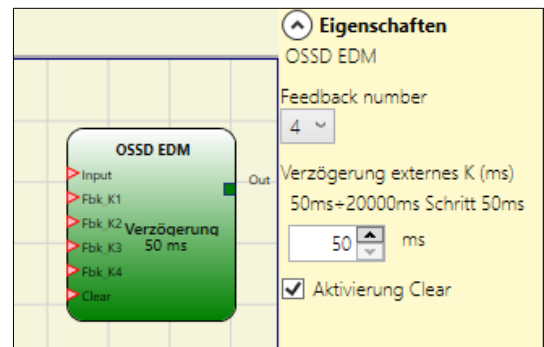 OSSD EDM
Input
Fbk_K1
Fbk_K2
Fbk_K3
Fbk_K4
Clear
Verzögerung
50 ms
Out
Eigenschaften
OSSD EDM
Feedback number
4
Verzögerung externes K (ms)
50ms÷20000ms Schritt 50ms
50 ms
Aktivierung Clear